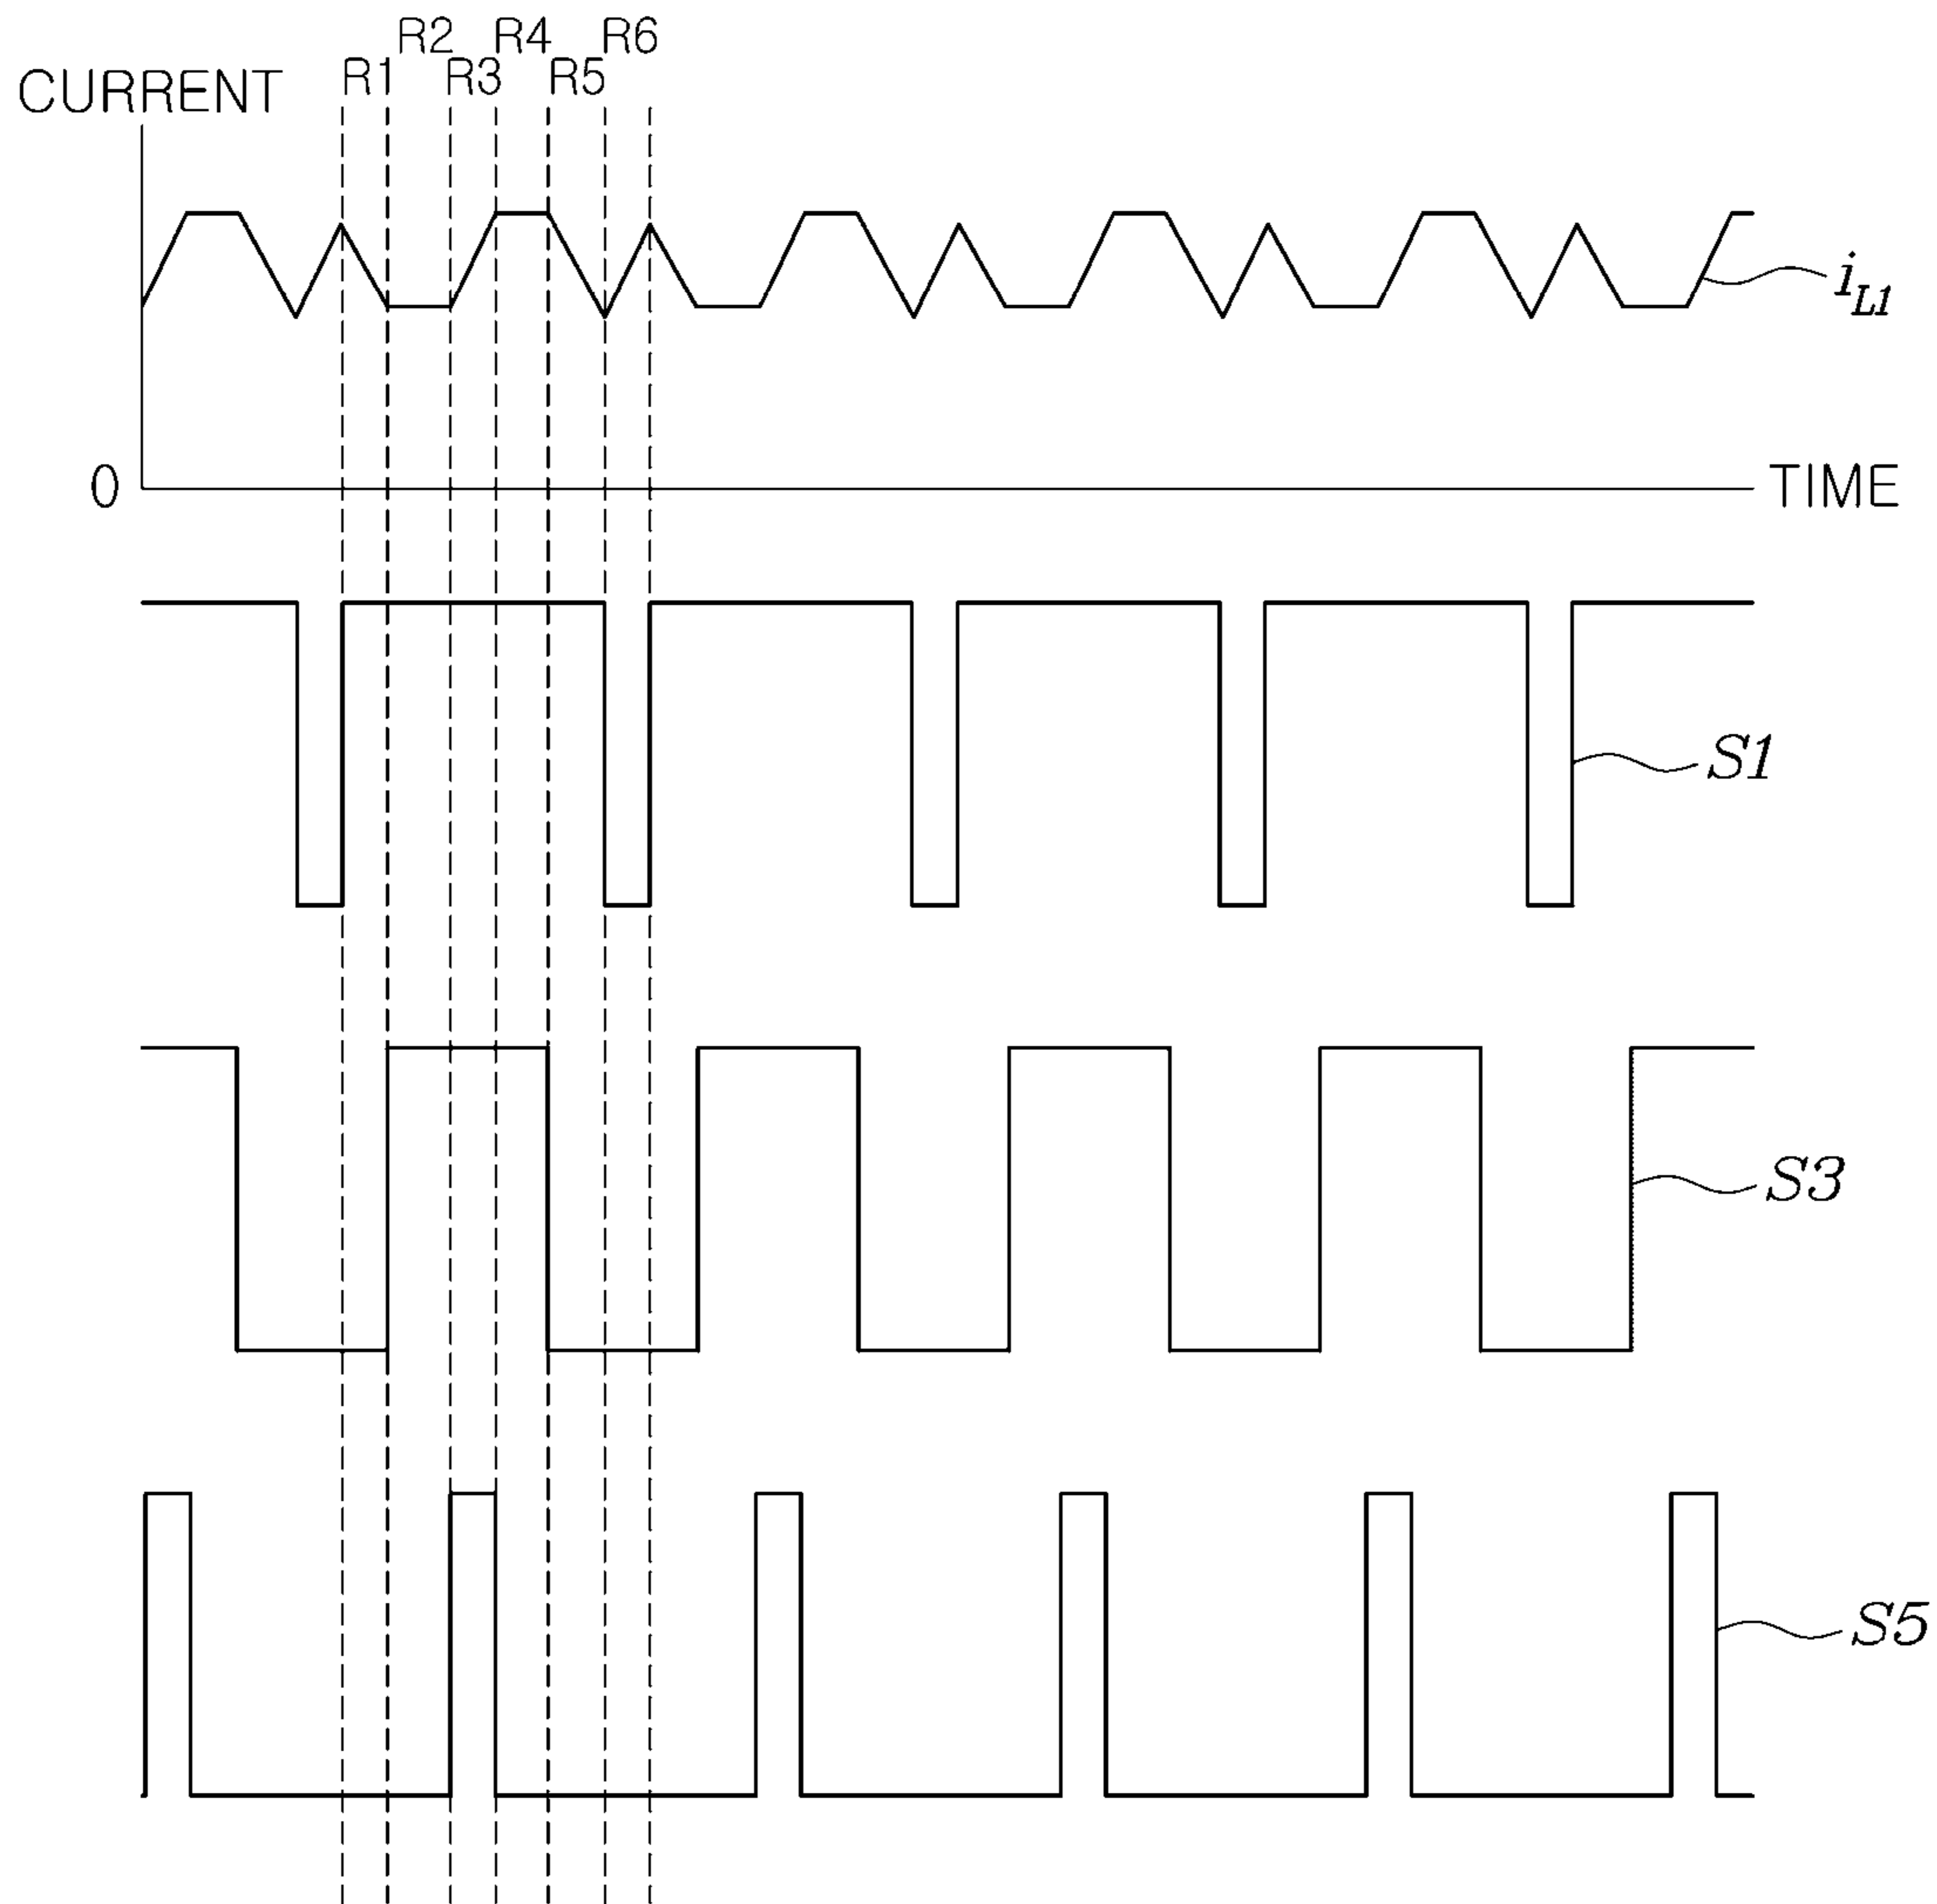 R2 R4 R6
CURRENT R1 R3 R5
i_L1
0 TIME
S1
S3
S5